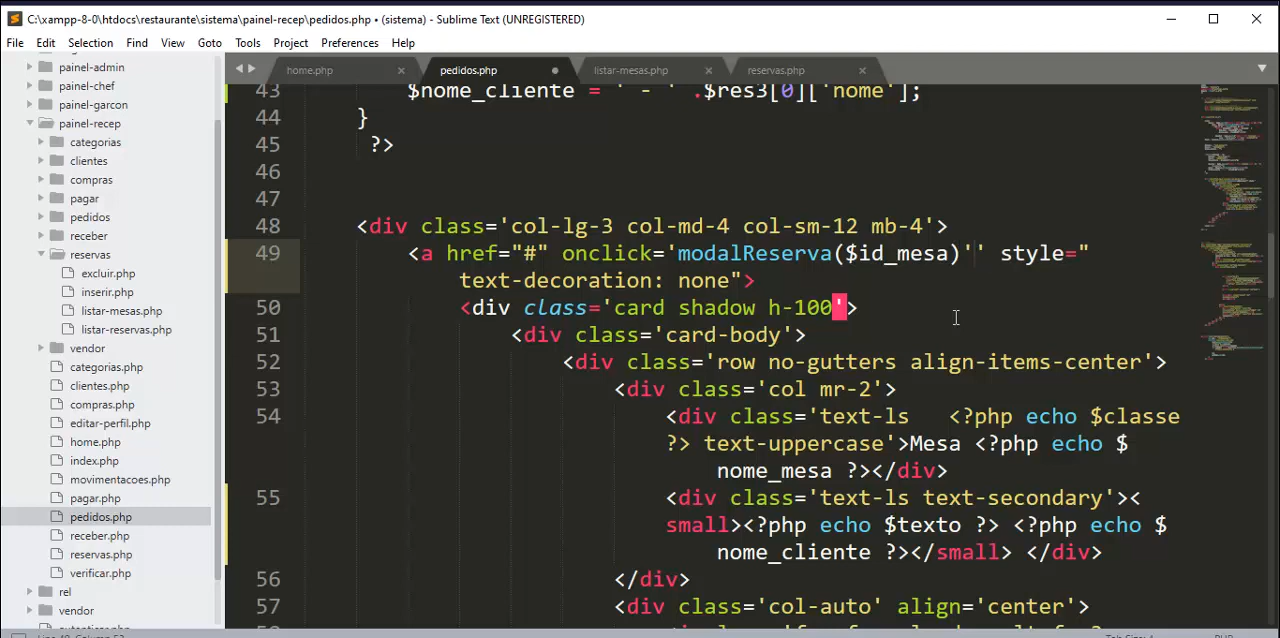 C:\xampp-8-0\htdocs\restaurante\sistema\painel-recep\pedidos.php • (sistema) - Sublime Text (UNREGISTERED)
File Edit Selection Find View Goto Tools Project Preferences Help
home.php × pedidos.php • listar-mesas.php × reservas.php ×
painel-admin
painel-chef
painel-garcon
painel-recep
categorias
clientes
compras
pagar
pedidos
receber
reservas
excluir.php
inserir.php
listar-mesas.php
listar-reservas.php
vendor
categorias.php
clientes.php
compras.php
editar-perfil.php
home.php
index.php
movimentacoes.php
pagar.php
pedidos.php
receber.php
reservas.php
verificar.php
rel
vendor
43 $nome_cliente = ' - ' .$res3[0]['nome'];
44 }
45 ?>
46
47
48 <div class='col-lg-3 col-md-4 col-sm-12 mb-4'>
49 <a href="#" onclick='modalReserva($id_mesa)'' style="
text-decoration: none">
50 <div class='card shadow h-100'>
51 <div class='card-body'>
52 <div class='row no-gutters align-items-center'>
53 <div class='col mr-2'>
54 <div class='text-ls <?php echo $classe
?> text-uppercase'>Mesa <?php echo $
nome_mesa ?></div>
55 <div class='text-ls text-secondary'><
small><?php echo $texto ?> <?php echo $
nome_cliente ?></small> </div>
56 </div>
57 <div class='col-auto' align='center'>